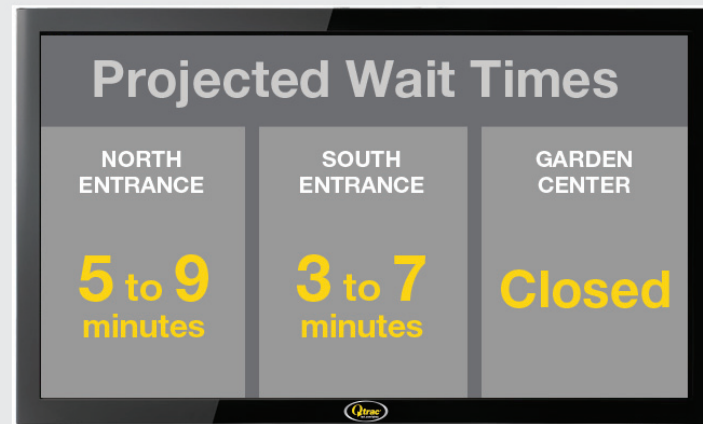 Projected Wait Times
NORTH
ENTRANCE
5 to 9
minutes
SOUTH
ENTRANCE
3 to 7
minutes
GARDEN
CENTER
Closed
Qtrac